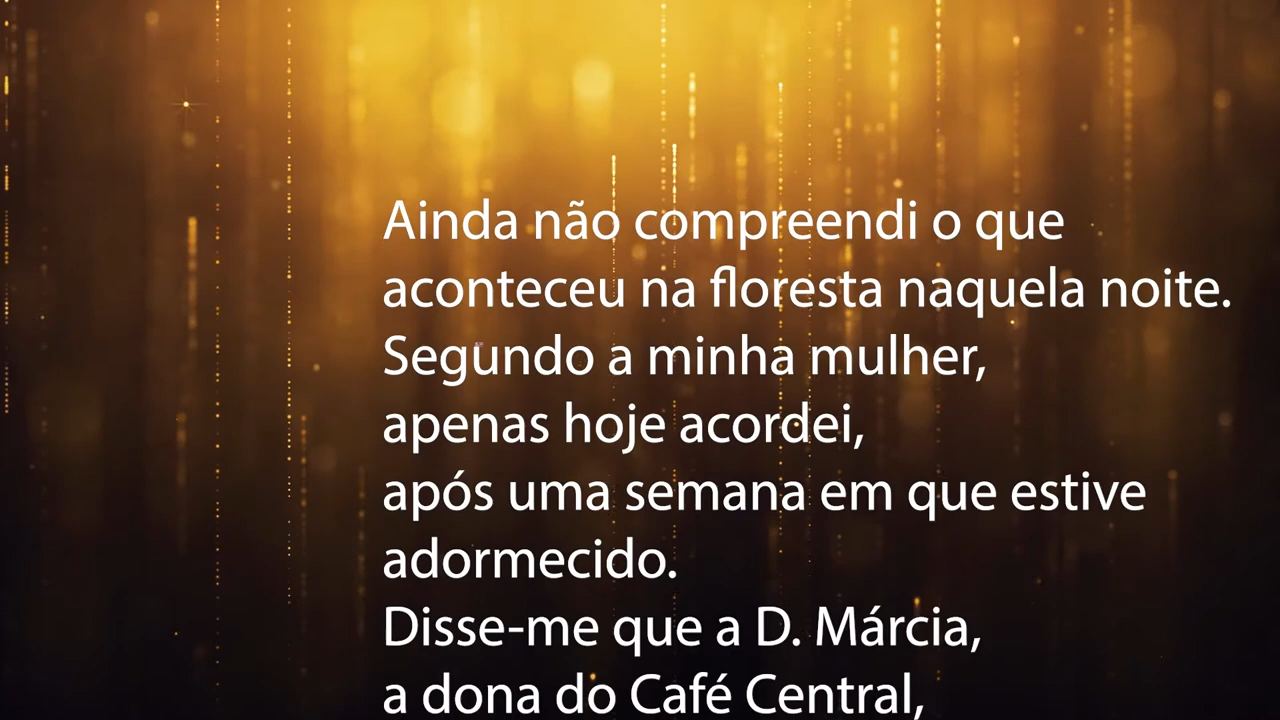 Ainda não compreendi o que
aconteceu na floresta naquela noite.
Segundo a minha mulher,
apenas hoje acordei,
após uma semana em que estive
adormecido.
Disse-me que a D. Márcia,
a dona do Café Central,